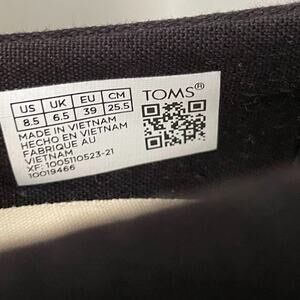 US UK EU CM TOMS®
8.5 6.5 39 25.5
MADE IN VIETNAM
HECHO EN VIETNAM
FABRIQUÉ AU
VIETNAM
XF: 1005110523-21
10019466